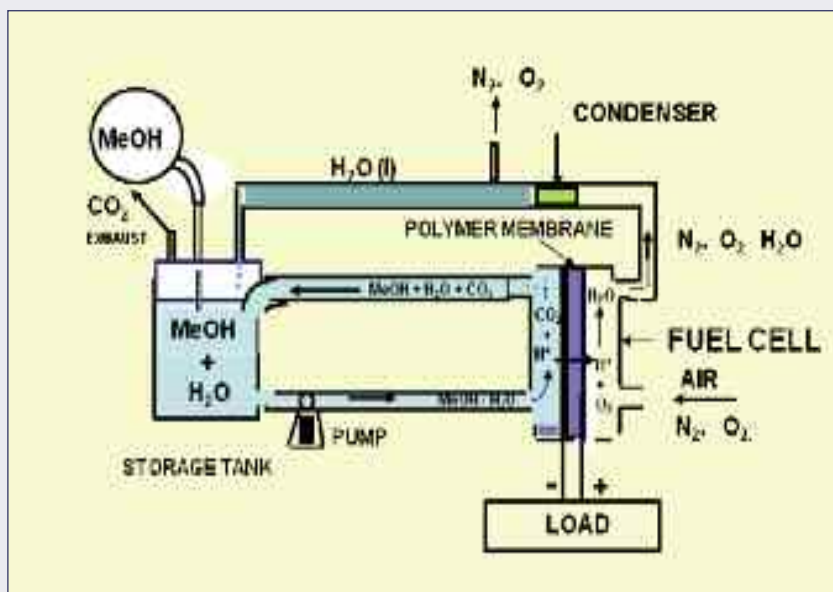 N₂, O₂
CONDENSER
MeOH
H₂O (l)
CO₂
EXHAUST
POLYMER MEMBRANE
N₂, O₂ H₂O
MeOH + H₂O + CO₂
H₂O
CO₂
+
H⁺
MeOH
+
H₂O
FUEL CELL
H⁺
+
O₂
AIR
MeOH H₂O
N₂, O₂
PUMP
STORAGE TANK
- +
LOAD